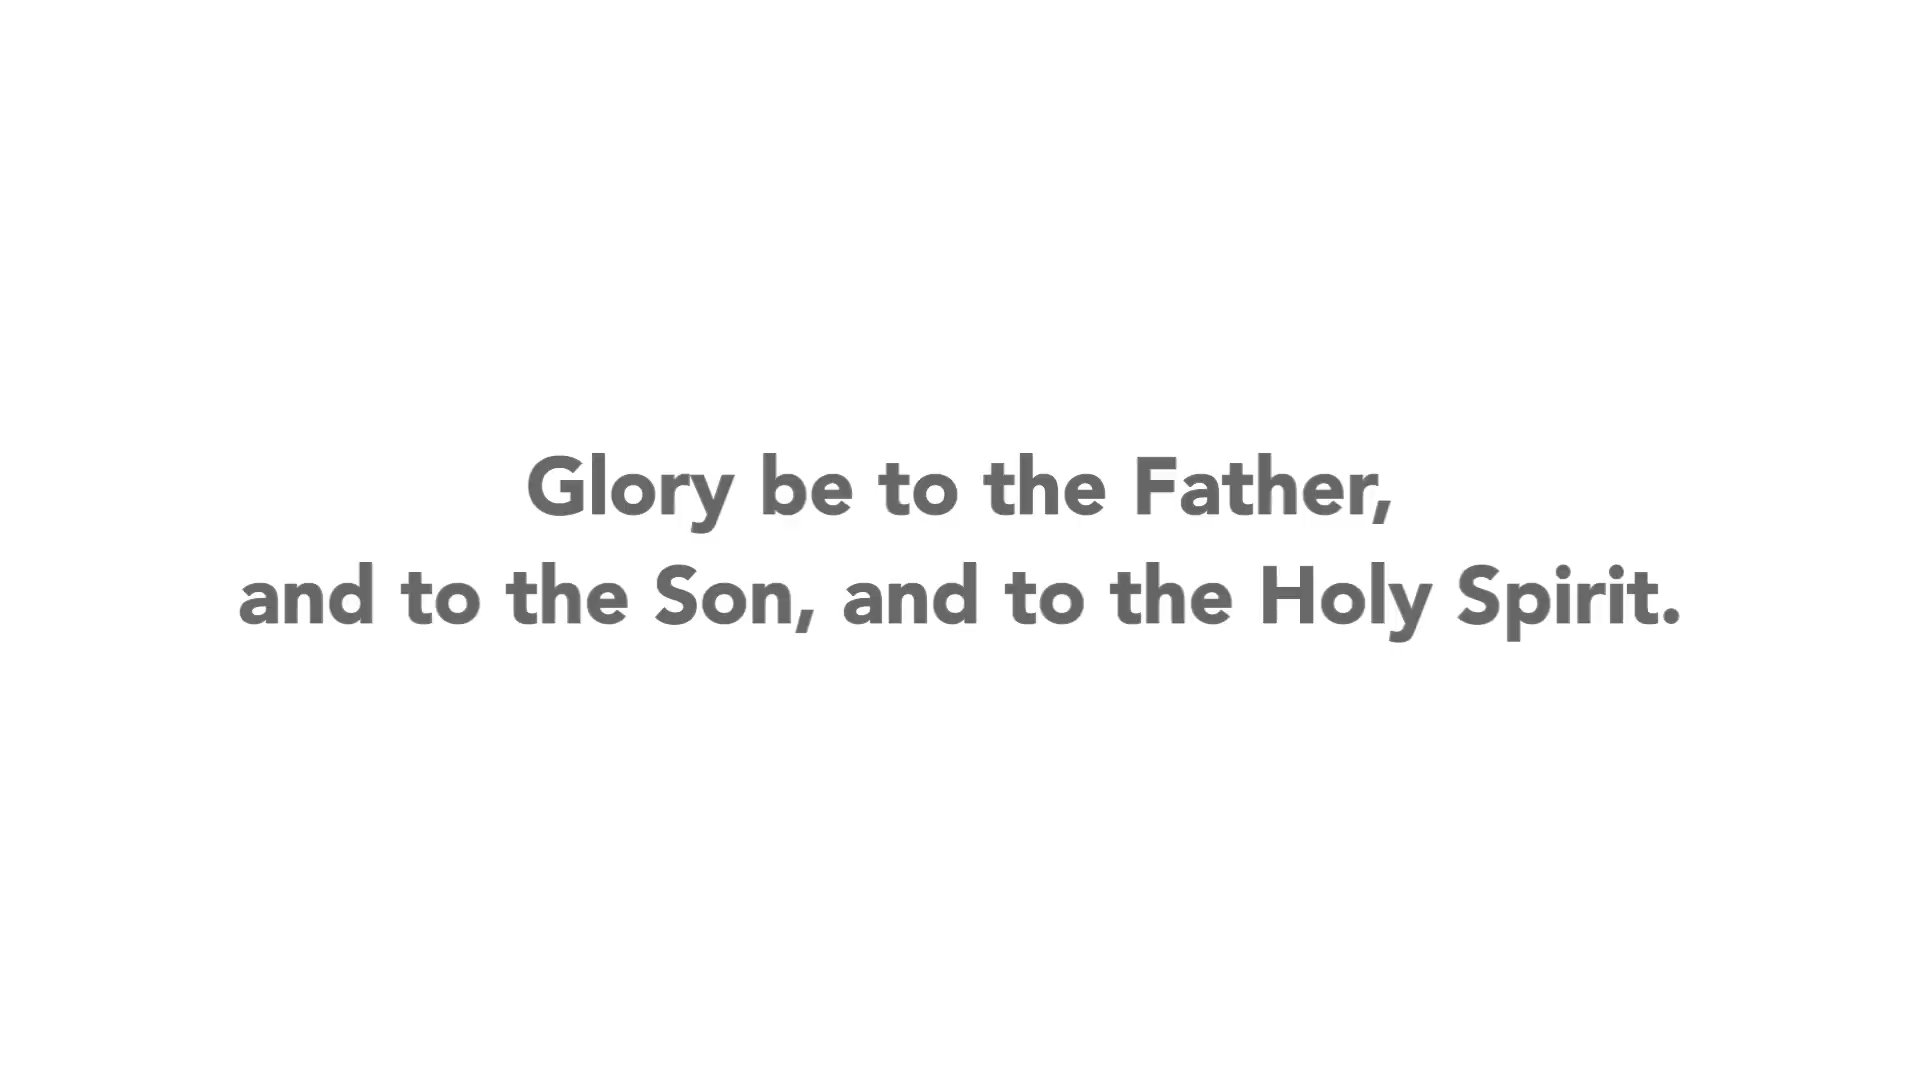 Glory be to the Father,
and to the Son, and to the Holy Spirit.